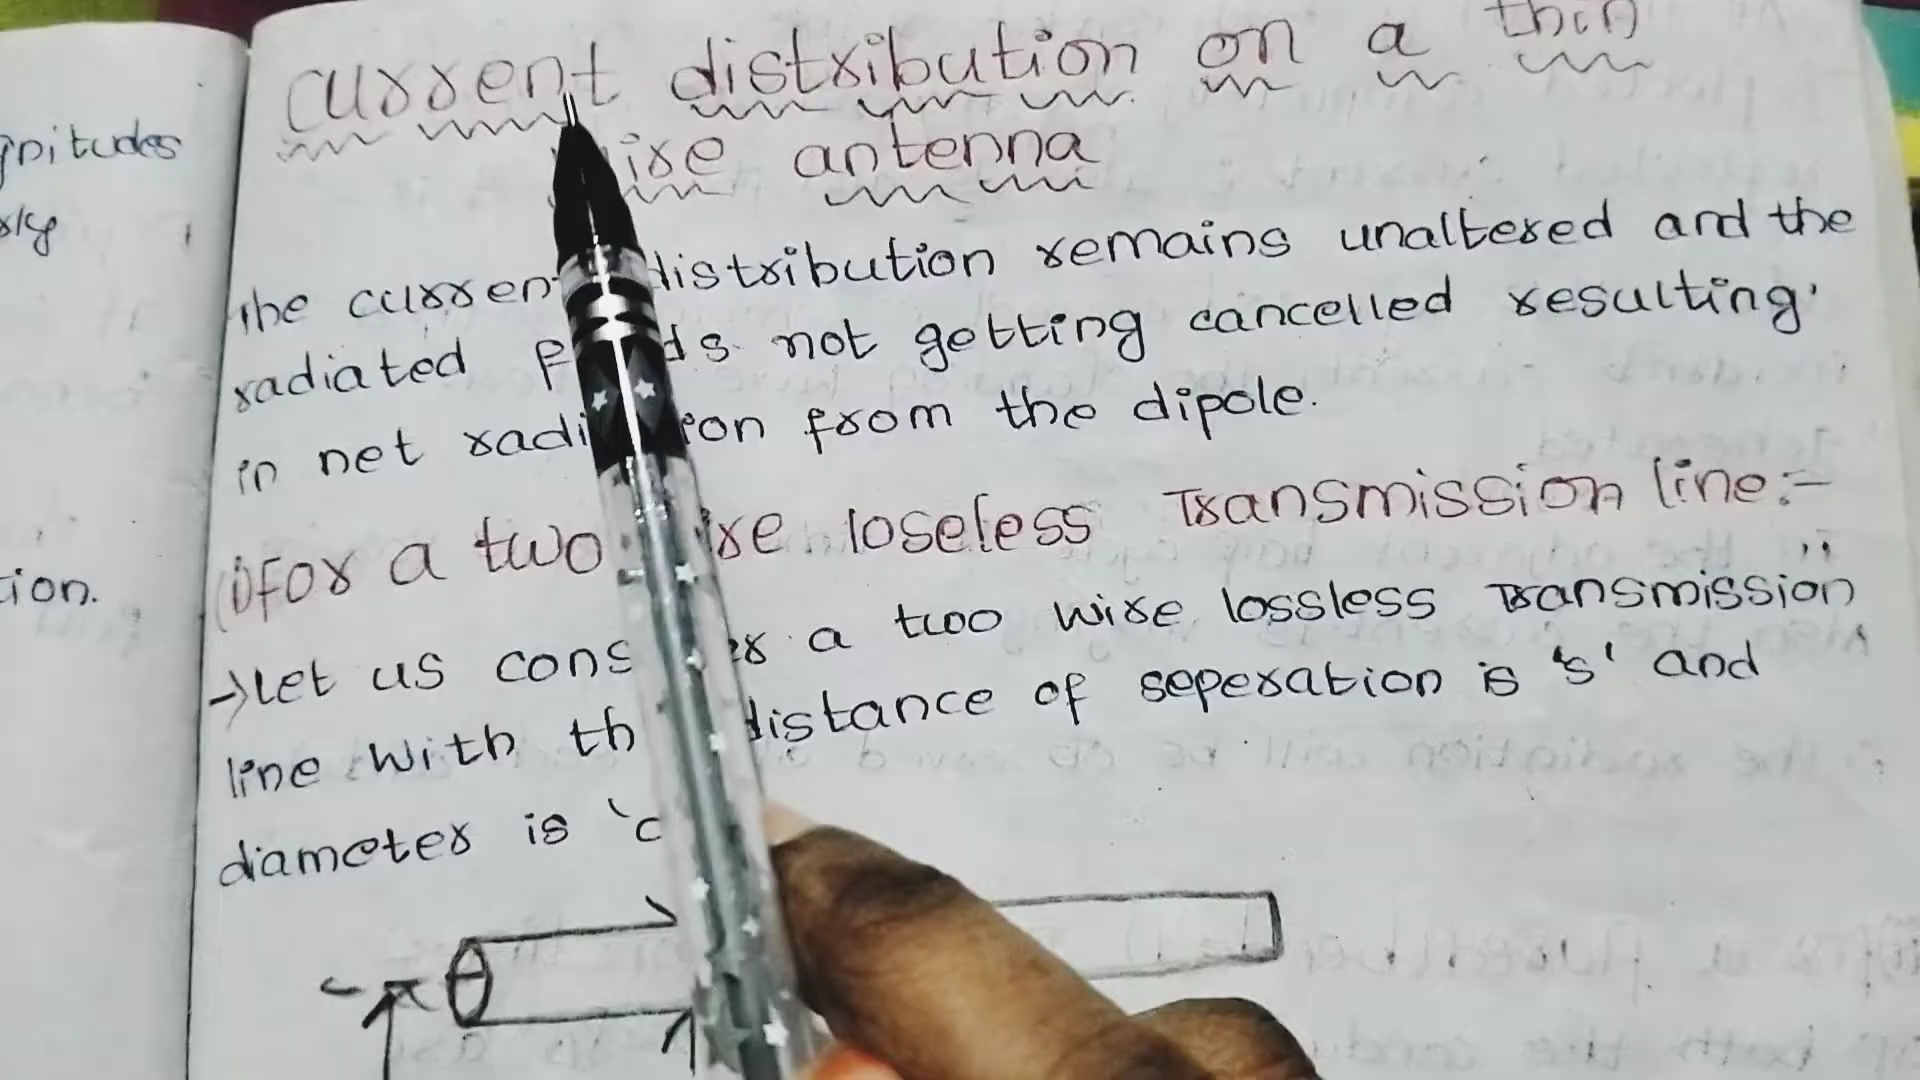 current distribution on a thin
antenna
the distribution remains unaltered and the
radiated not getting cancelled resulting
in net from the dipole.
(i) For a two loseless Transmission line:-
→ Let us a two wire lossless Transmission
line with distance of seperation is 's' and
diameter is
gnitudes
tion.